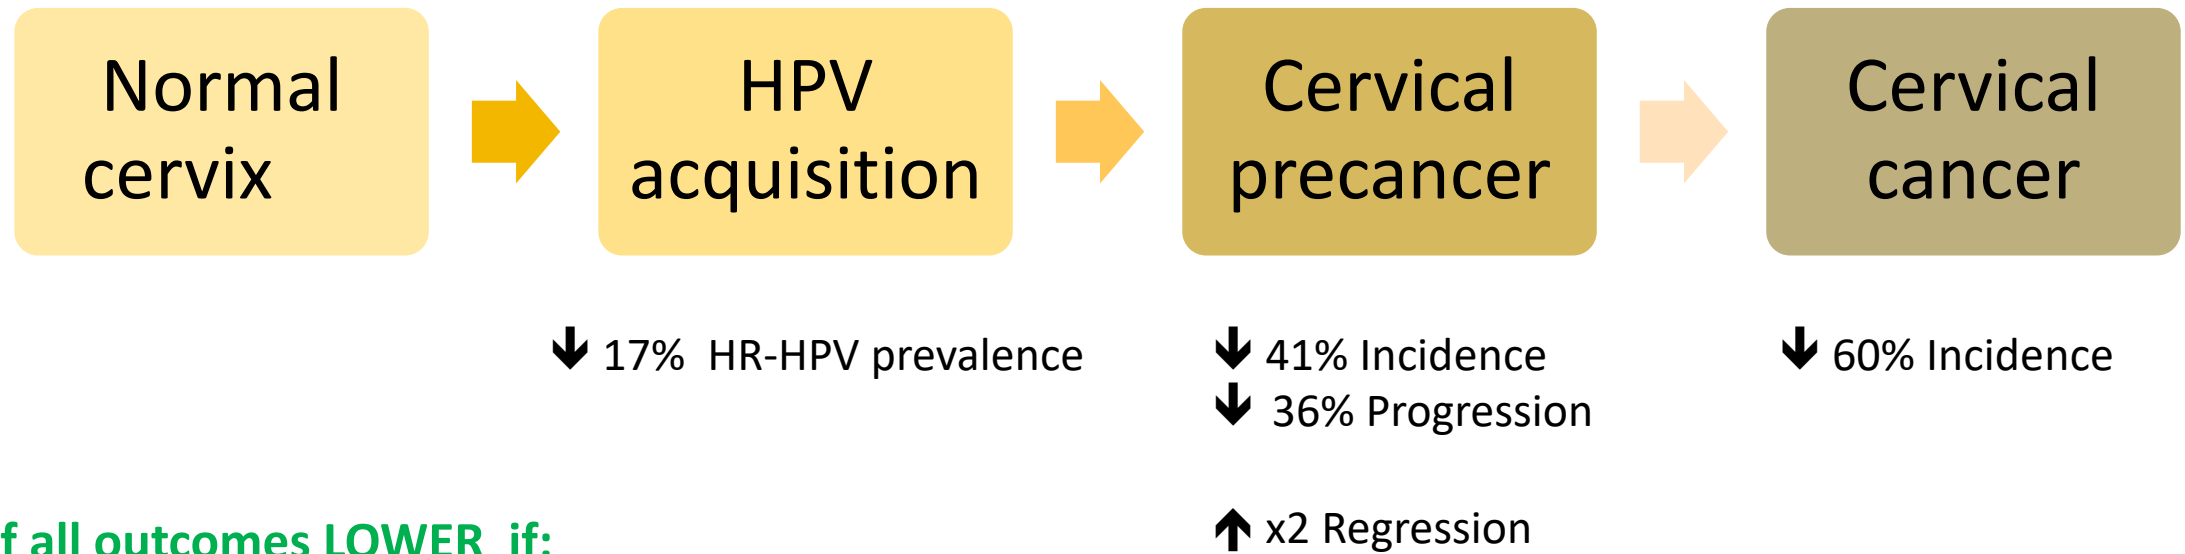 Normal
cervix
HPV
acquisition
Cervical
precancer
Cervical
cancer
🡫 17% HR-HPV prevalence
🡫 41% Incidence
🡫 36% Progression
🡩 x2 Regression
🡫 60% Incidence
f all outcomes LOWER if: